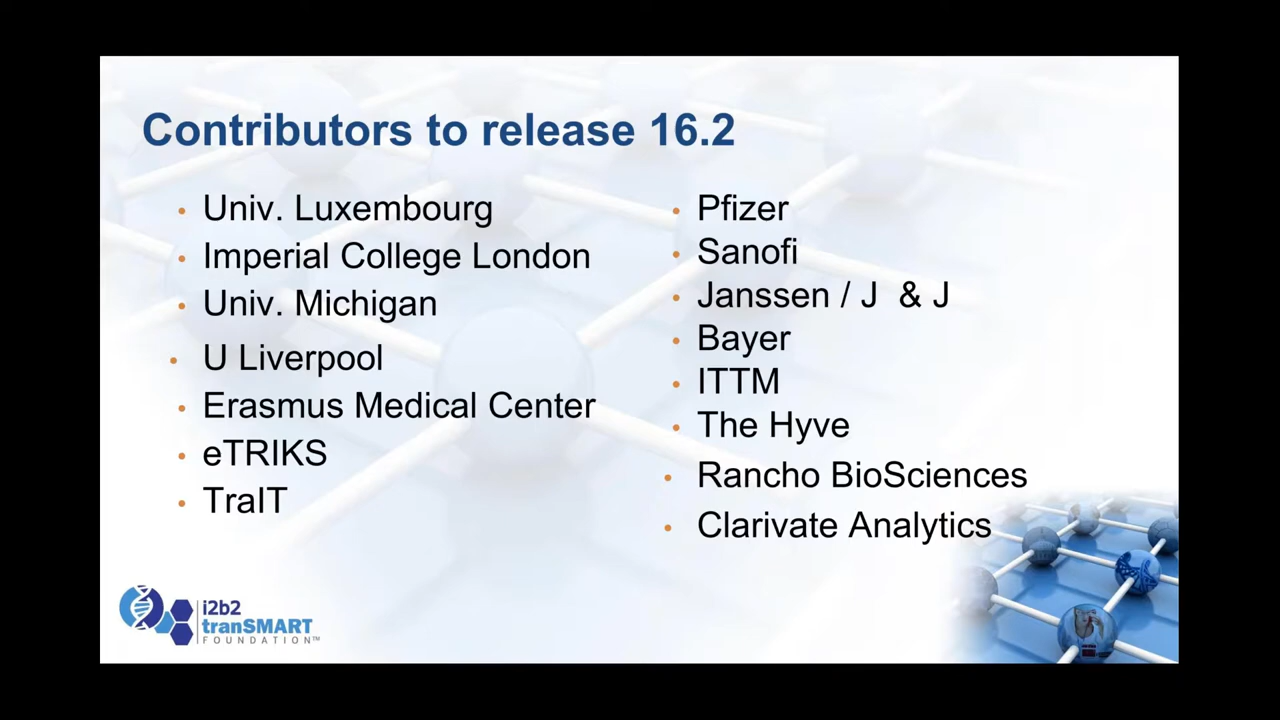 Contributors to release 16.2
• Univ. Luxembourg
• Imperial College London
• Univ. Michigan
• U Liverpool
• Erasmus Medical Center
• eTRIKS
• TraIT
• Pfizer
• Sanofi
• Janssen / J  & J
• Bayer
• ITTM
• The Hyve
• Rancho BioSciences
• Clarivate Analytics
i2b2
tranSMART
FOUNDATION™